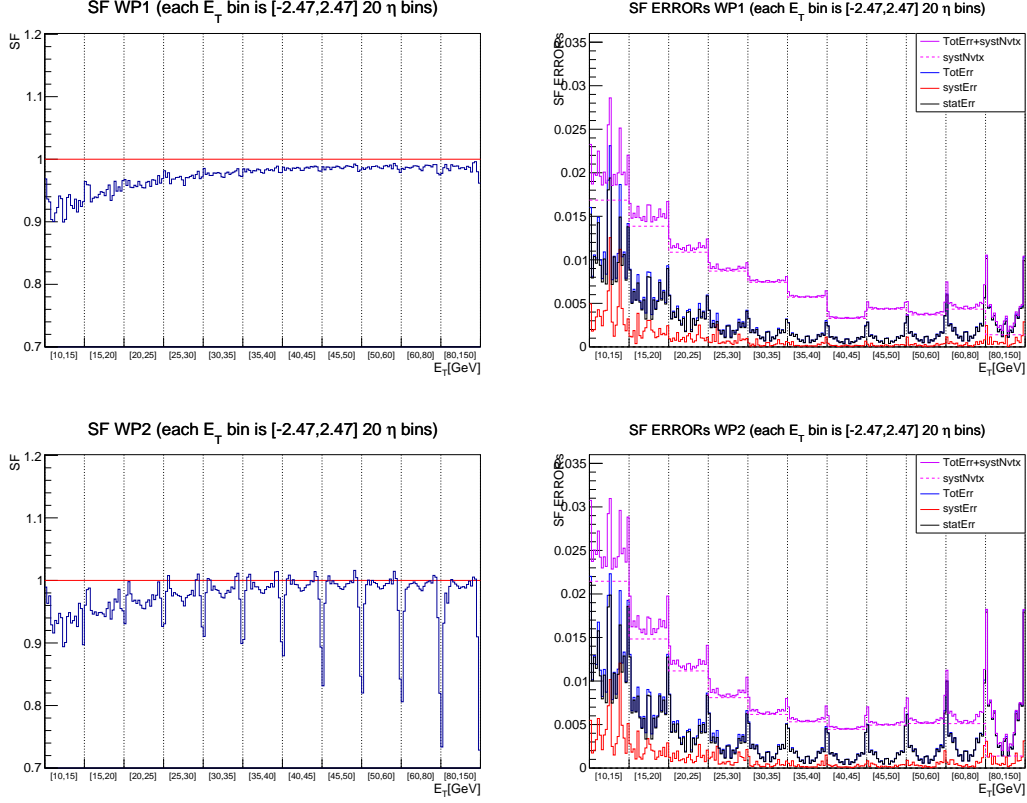 SF WP1 (each E_T bin is [-2.47,2.47] 20 η bins)
SF
1.2
1.1
1
0.9
0.8
0.7
[10,15] [15,20] [20,25] [25,30] [30,35] [35,40] [40,45] [45,50] [50,60] [60,80] [80,150]
E_T[GeV]
SF ERRORs WP1 (each E_T bin is [-2.47,2.47] 20 η bins)
SF ERRORs
0.035
0.03
0.025
0.02
0.015
0.01
0.005
0
TotErr+systNvtx
systNvtx
TotErr
systErr
statErr
[10,15] [15,20] [20,25] [25,30] [30,35] [35,40] [40,45] [45,50] [50,60] [60,80] [80,150]
E_T[GeV]
SF WP2 (each E_T bin is [-2.47,2.47] 20 η bins)
SF
1.2
1.1
1
0.9
0.8
0.7
[10,15] [15,20] [20,25] [25,30] [30,35] [35,40] [40,45] [45,50] [50,60] [60,80] [80,150]
E_T[GeV]
SF ERRORs WP2 (each E_T bin is [-2.47,2.47] 20 η bins)
SF ERRORs
0.035
0.03
0.025
0.02
0.015
0.01
0.005
0
TotErr+systNvtx
systNvtx
TotErr
systErr
statErr
[10,15] [15,20] [20,25] [25,30] [30,35] [35,40] [40,45] [45,50] [50,60] [60,80] [80,150]
E_T[GeV]